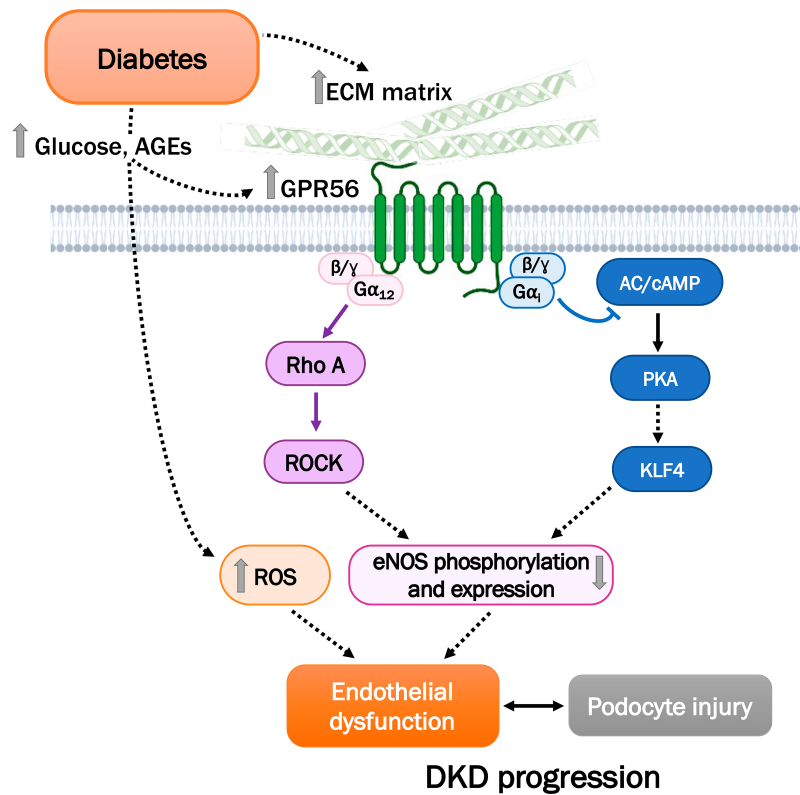 Diabetes
ECM matrix
Glucose, AGEs
GPR56
β/γ
Gα12
β/γ
Gαi
AC/cAMP
Rho A
PKA
ROCK
KLF4
ROS
eNOS phosphorylation
and expression
Endothelial
dysfunction
Podocyte injury
DKD progression